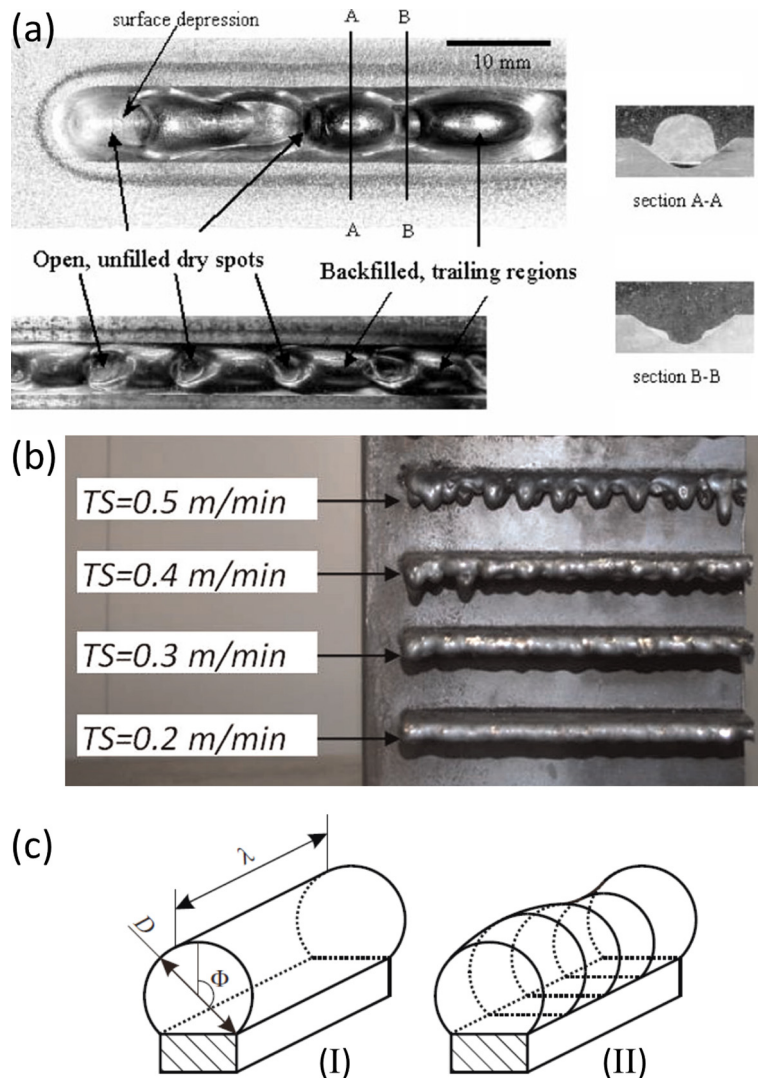 (a)
surface depression
A
B
10 mm
section A-A
A
B
Open, unfilled dry spots
Backfilled, trailing regions
section B-B
(b)
TS=0.5 m/min
TS=0.4 m/min
TS=0.3 m/min
TS=0.2 m/min
(c)
λ
D
Φ
(I)
(II)